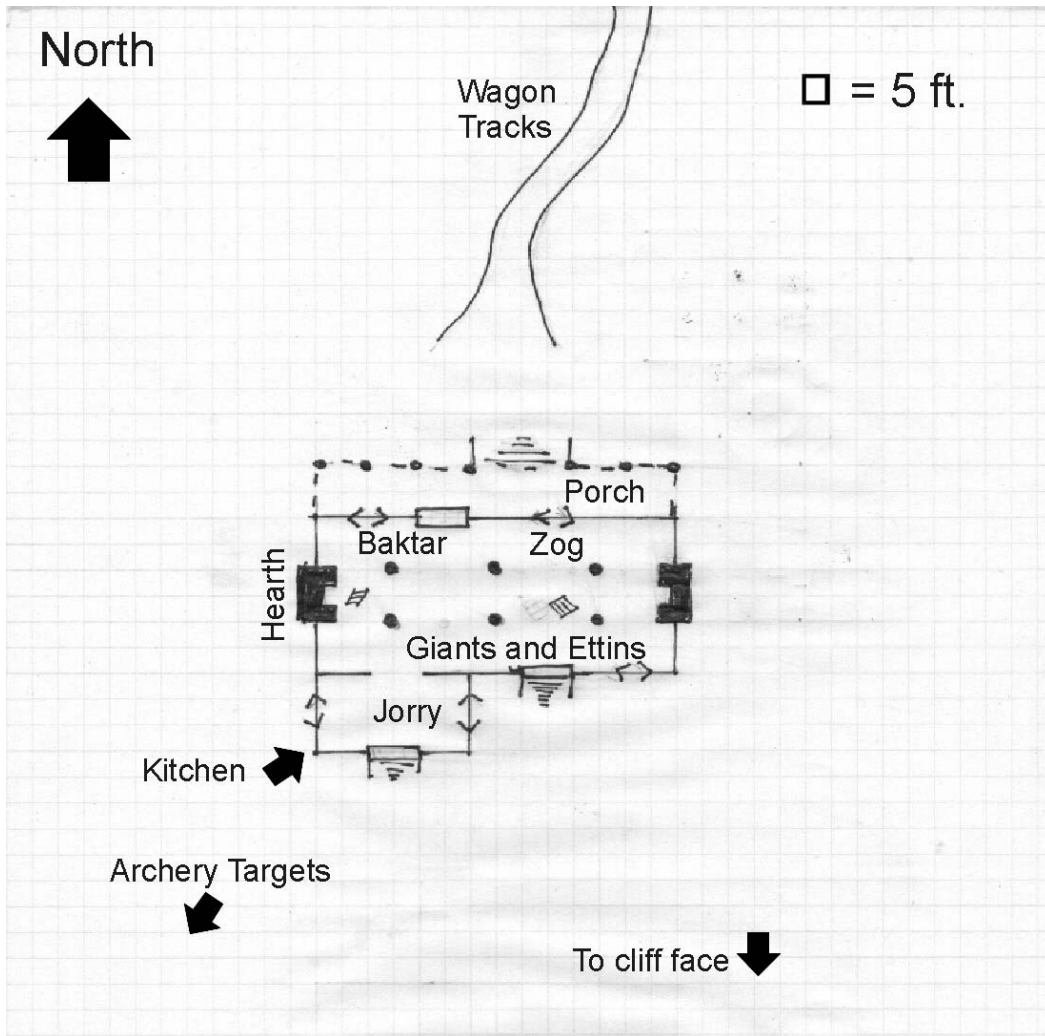 North
= 5 ft.
Wagon
Tracks
Porch
Baktar
Zog
Hearth
Giants and Ettins
Jorry
Kitchen
Archery Targets
To cliff face